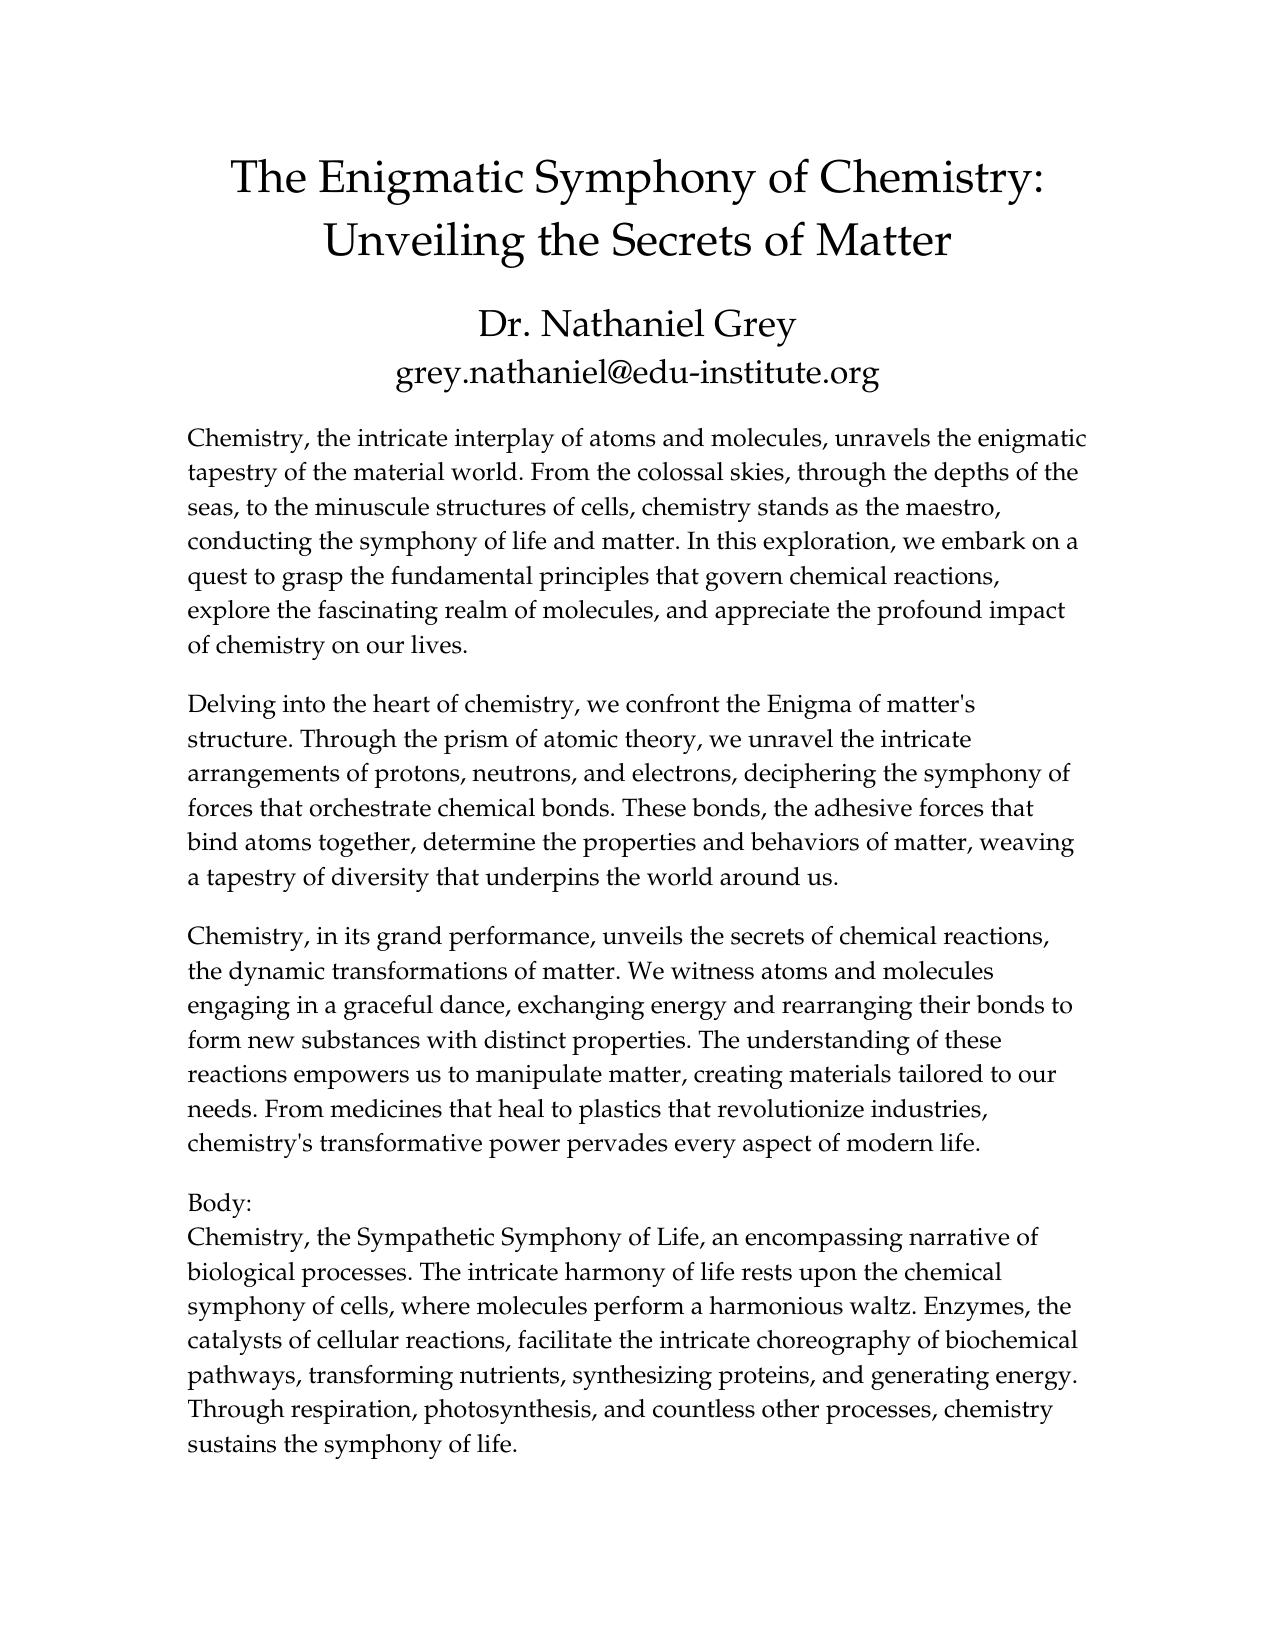 The Enigmatic Symphony of Chemistry:
Unveiling the Secrets of Matter
Dr. Nathaniel Grey
grey.nathaniel@edu-institute.org
Chemistry, the intricate interplay of atoms and molecules, unravels the enigmatic
tapestry of the material world. From the colossal skies, through the depths of the
seas, to the minuscule structures of cells, chemistry stands as the maestro,
conducting the symphony of life and matter. In this exploration, we embark on a
quest to grasp the fundamental principles that govern chemical reactions,
explore the fascinating realm of molecules, and appreciate the profound impact
of chemistry on our lives.
Delving into the heart of chemistry, we confront the Enigma of matter's
structure. Through the prism of atomic theory, we unravel the intricate
arrangements of protons, neutrons, and electrons, deciphering the symphony of
forces that orchestrate chemical bonds. These bonds, the adhesive forces that
bind atoms together, determine the properties and behaviors of matter, weaving
a tapestry of diversity that underpins the world around us.
Chemistry, in its grand performance, unveils the secrets of chemical reactions,
the dynamic transformations of matter. We witness atoms and molecules
engaging in a graceful dance, exchanging energy and rearranging their bonds to
form new substances with distinct properties. The understanding of these
reactions empowers us to manipulate matter, creating materials tailored to our
needs. From medicines that heal to plastics that revolutionize industries,
chemistry's transformative power pervades every aspect of modern life.
Body:
Chemistry, the Sympathetic Symphony of Life, an encompassing narrative of
biological processes. The intricate harmony of life rests upon the chemical
symphony of cells, where molecules perform a harmonious waltz. Enzymes, the
catalysts of cellular reactions, facilitate the intricate choreography of biochemical
pathways, transforming nutrients, synthesizing proteins, and generating energy.
Through respiration, photosynthesis, and countless other processes, chemistry
sustains the symphony of life.